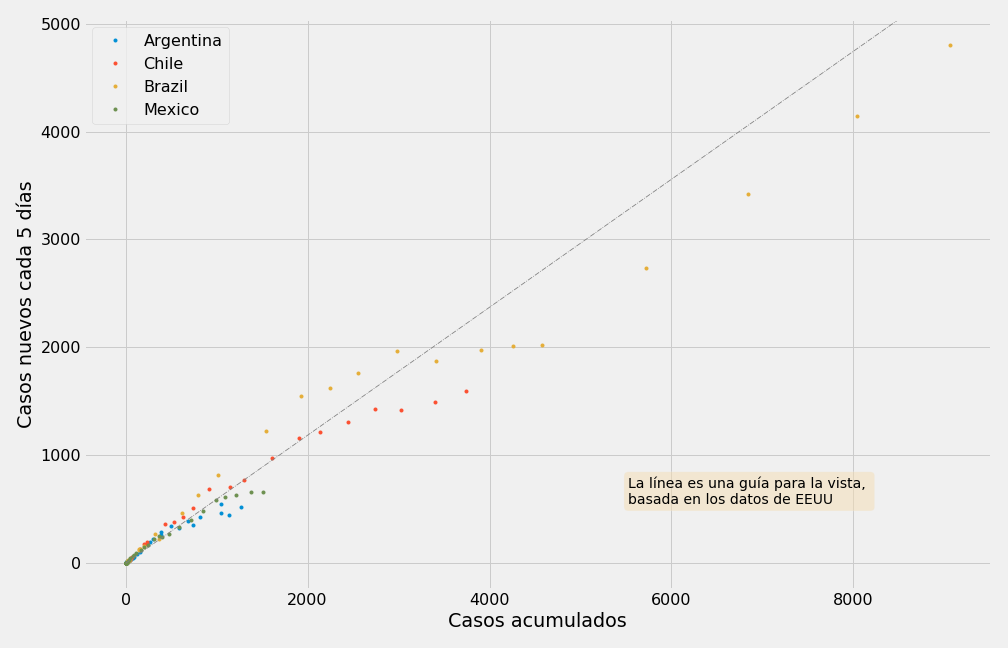 5000
4000
3000
2000
1000
0
Casos nuevos cada 5 días
Argentina
Chile
Brazil
Mexico
La línea es una guía para la vista,
basada en los datos de EEUU
0
2000
4000
6000
8000
Casos acumulados